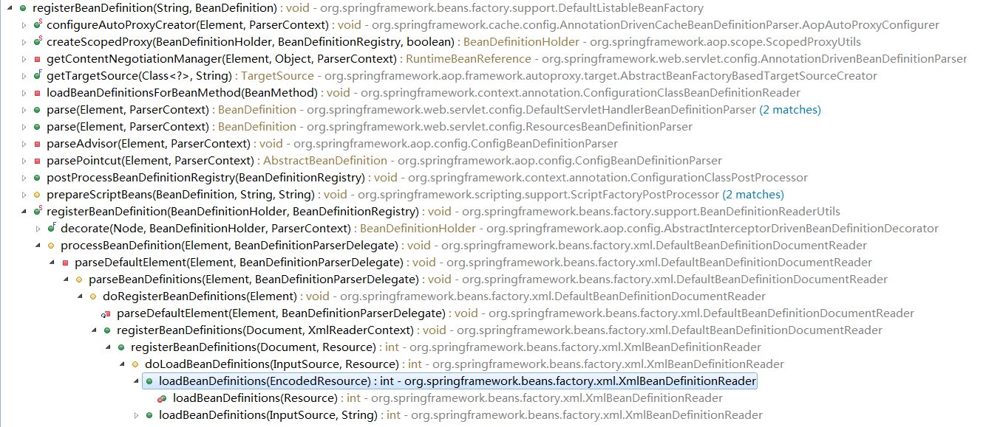 registerBeanDefinition(String, BeanDefinition) : void - org.springframework.beans.factory.support.DefaultListableBeanFactory
configureAutoProxyCreator(Element, ParserContext) : void - org.springframework.cache.config.AnnotationDrivenCacheBeanDefinitionParser.AopAutoProxyConfigurer
createScopedProxy(BeanDefinitionHolder, BeanDefinitionRegistry, boolean) : BeanDefinitionHolder - org.springframework.aop.scope.ScopedProxyUtils
getContentNegotiationManager(Element, Object, ParserContext) : RuntimeBeanReference - org.springframework.web.servlet.config.AnnotationDrivenBeanDefinitionParser
getTargetSource(Class<?>, String) : TargetSource - org.springframework.aop.framework.autoproxy.target.AbstractBeanFactoryBasedTargetSourceCreator
loadBeanDefinitionsForBeanMethod(BeanMethod) : void - org.springframework.context.annotation.ConfigurationClassBeanDefinitionReader
parse(Element, ParserContext) : BeanDefinition - org.springframework.web.servlet.config.DefaultServletHandlerBeanDefinitionParser (2 matches)
parse(Element, ParserContext) : BeanDefinition - org.springframework.web.servlet.config.ResourcesBeanDefinitionParser
parseAdvisor(Element, ParserContext) : void - org.springframework.aop.config.ConfigBeanDefinitionParser
parsePointcut(Element, ParserContext) : AbstractBeanDefinition - org.springframework.aop.config.ConfigBeanDefinitionParser
postProcessBeanDefinitionRegistry(BeanDefinitionRegistry) : void - org.springframework.context.annotation.ConfigurationClassPostProcessor
prepareScriptBeans(BeanDefinition, String, String) : void - org.springframework.scripting.support.ScriptFactoryPostProcessor (2 matches)
registerBeanDefinition(BeanDefinitionHolder, BeanDefinitionRegistry) : void - org.springframework.beans.factory.support.BeanDefinitionReaderUtils
decorate(Node, BeanDefinitionHolder, ParserContext) : BeanDefinitionHolder - org.springframework.aop.config.AbstractInterceptorDrivenBeanDefinitionDecorator
processBeanDefinition(Element, BeanDefinitionParserDelegate) : void - org.springframework.beans.factory.xml.DefaultBeanDefinitionDocumentReader
parseDefaultElement(Element, BeanDefinitionParserDelegate) : void - org.springframework.beans.factory.xml.DefaultBeanDefinitionDocumentReader
parseBeanDefinitions(Element, BeanDefinitionParserDelegate) : void - org.springframework.beans.factory.xml.DefaultBeanDefinitionDocumentReader
doRegisterBeanDefinitions(Element) : void - org.springframework.beans.factory.xml.DefaultBeanDefinitionDocumentReader
parseDefaultElement(Element, BeanDefinitionParserDelegate) : void - org.springframework.beans.factory.xml.DefaultBeanDefinitionDocumentReader
registerBeanDefinitions(Document, XmlReaderContext) : void - org.springframework.beans.factory.xml.DefaultBeanDefinitionDocumentReader
registerBeanDefinitions(Document, Resource) : int - org.springframework.beans.factory.xml.XmlBeanDefinitionReader
doLoadBeanDefinitions(InputSource, Resource) : int - org.springframework.beans.factory.xml.XmlBeanDefinitionReader
loadBeanDefinitions(EncodedResource) : int - org.springframework.beans.factory.xml.XmlBeanDefinitionReader
loadBeanDefinitions(Resource) : int - org.springframework.beans.factory.xml.XmlBeanDefinitionReader
loadBeanDefinitions(InputSource, String) : int - org.springframework.beans.factory.xml.XmlBeanDefinitionReader